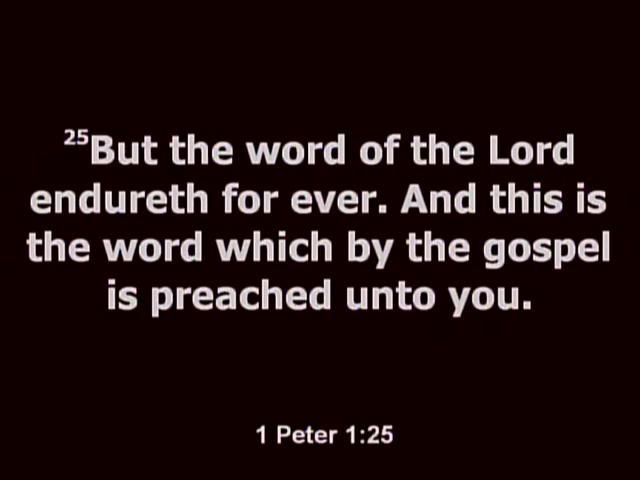 25But the word of the Lord
endureth for ever. And this is
the word which by the gospel
is preached unto you.
1 Peter 1:25